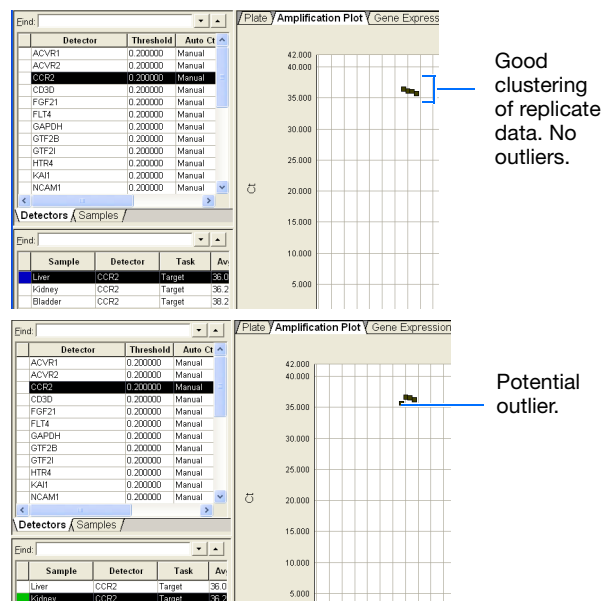 Find:
Plate Amplification Plot Gene Express
Detector Threshold Auto Ct
ACVR1 0.200000 Manual
ACVR2 0.200000 Manual
CCR2 0.200000 Manual
CD3D 0.200000 Manual
FGF21 0.200000 Manual
FLT4 0.200000 Manual
GAPDH 0.200000 Manual
GTF2B 0.200000 Manual
GTF2I 0.200000 Manual
HTR4 0.200000 Manual
KAI1 0.200000 Manual
NCAM1 0.200000 Manual
Detectors Samples
Find:
Sample Detector Task Av
Liver CCR2 Target 36.0
Kidney CCR2 Target 36.2
Bladder CCR2 Target 38.2
42.000
40.000
35.000
30.000
25.000
20.000
15.000
10.000
5.000
Ct
Good
clustering
of replicate
data. No
outliers.
Find:
Plate Amplification Plot Gene Expression
Detector Threshold Auto Ct
ACVR1 0.200000 Manual
ACVR2 0.200000 Manual
CCR2 0.200000 Manual
CD3D 0.200000 Manual
FGF21 0.200000 Manual
FLT4 0.200000 Manual
GAPDH 0.200000 Manual
GTF2B 0.200000 Manual
GTF2I 0.200000 Manual
HTR4 0.200000 Manual
KAI1 0.200000 Manual
NCAM1 0.200000 Manual
Detectors Samples
Find:
Sample Detector Task Av
Liver CCR2 Target 36.0
Kidney CCR2 Target 36.2
42.000
40.000
35.000
30.000
25.000
20.000
15.000
10.000
5.000
Ct
Potential
outlier.